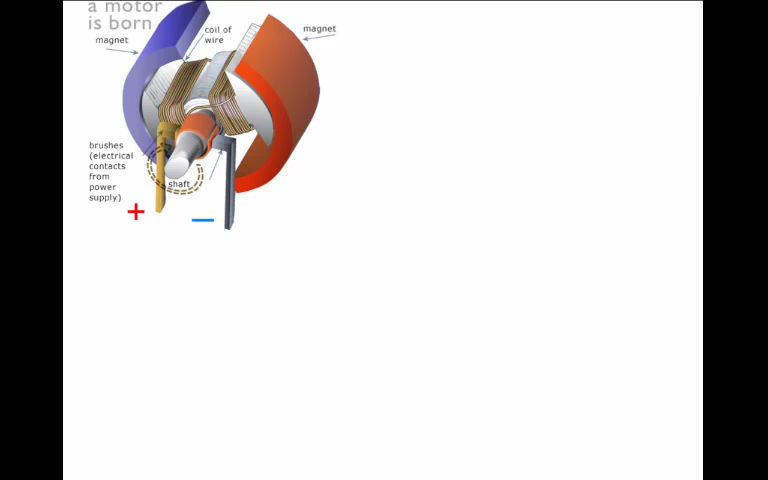 a motor
is born
magnet
coil of
wire
magnet
brushes
(electrical
contacts
from
power
supply)
shaft
+
−